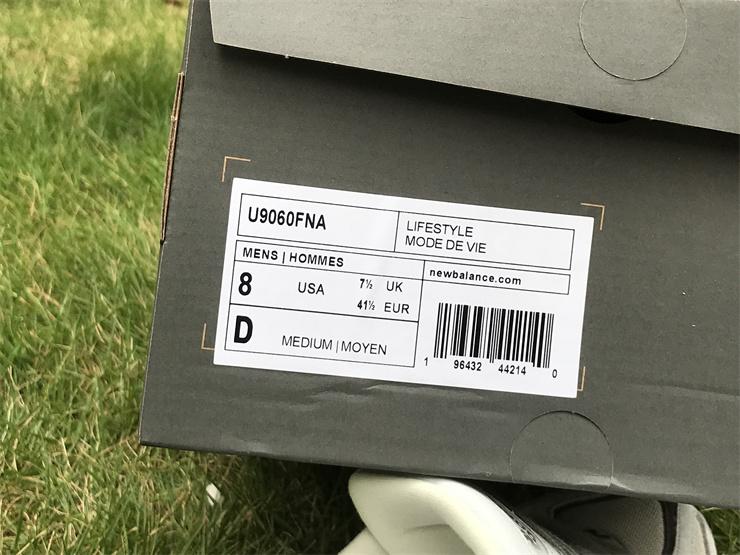 U9060FNA
LIFESTYLE
MODE DE VIE
MENS | HOMMES
8 USA 7½ UK
41½ EUR
D MEDIUM | MOYEN
newbalance.com
1 96432 44214 0